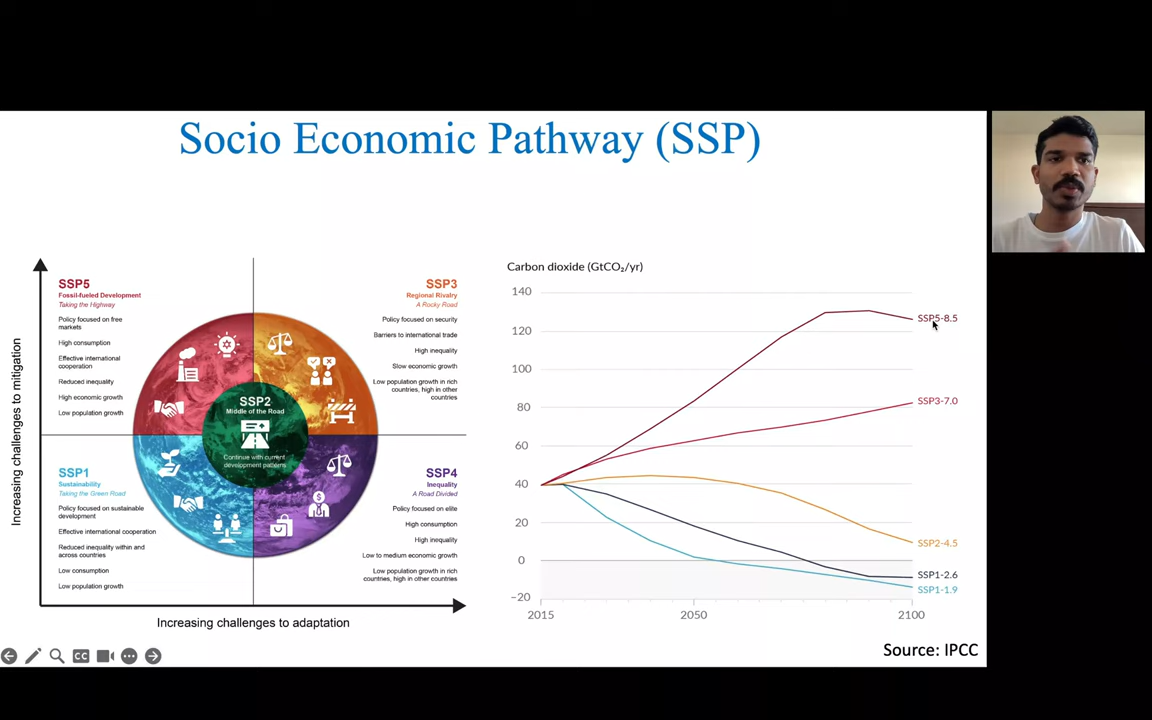 Socio Economic Pathway (SSP)
Increasing challenges to mitigation
SSP5
Fossil-fueled Development
Taking the Highway
Policy focused on free
markets
High consumption
Effective international
cooperation
Reduced inequality
High economic growth
Low population growth
SSP3
Regional Rivalry
A Rocky Road
Policy focused on security
Barriers to international trade
High inequality
Slow economic growth
Low population growth in rich
countries, high in other
countries
SSP2
Middle of the Road
Continue with current
development patterns
SSP1
Sustainability
Taking the Green Road
Policy focused on sustainable
development
Effective international cooperation
Reduced inequality within and
across countries
Low consumption
Low population growth
SSP4
Inequality
A Road Divided
Policy focused on elite
High consumption
High inequality
Low to medium economic growth
Low population growth in rich
countries, high in other countries
Increasing challenges to adaptation
Carbon dioxide (GtCO₂/yr)
140
120
100
80
60
40
20
0
−20
2015
2050
2100
SSP5-8.5
SSP3-7.0
SSP2-4.5
SSP1-2.6
SSP1-1.9
Source: IPCC
CC